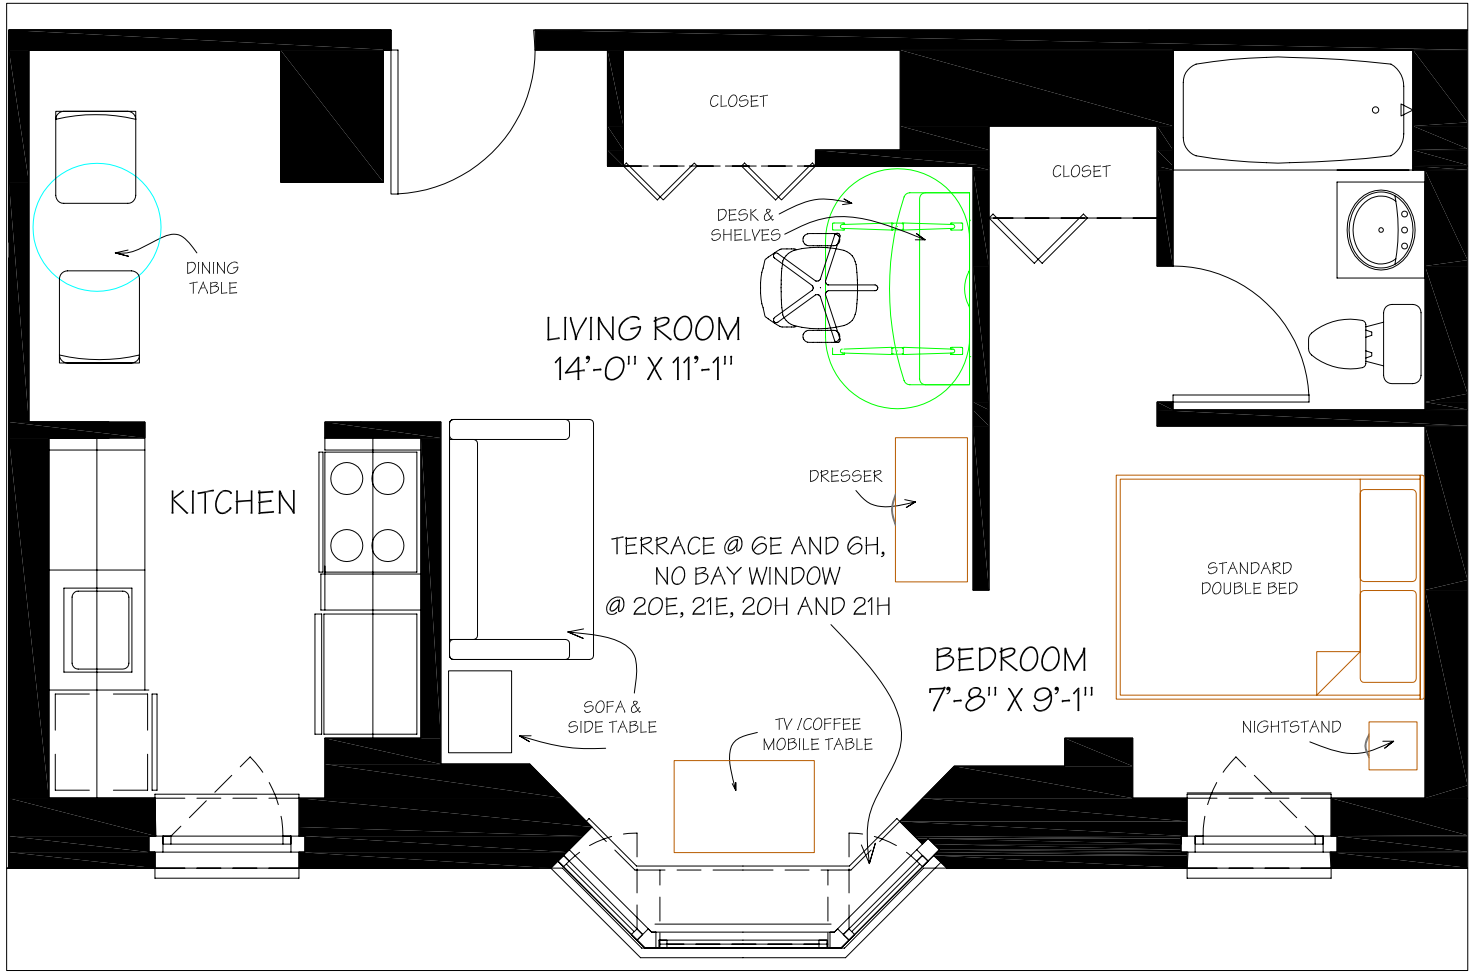 CLOSET
CLOSET
DESK &
SHELVES
DINING
TABLE
LIVING ROOM
14'-0" X 11'-1"
DRESSER
KITCHEN
TERRACE @ 6E AND 6H,
NO BAY WINDOW
@ 20E, 21E, 20H AND 21H
STANDARD
DOUBLE BED
BEDROOM
7'-8" X 9'-1"
SOFA &
SIDE TABLE
TV /COFFEE
MOBILE TABLE
NIGHTSTAND